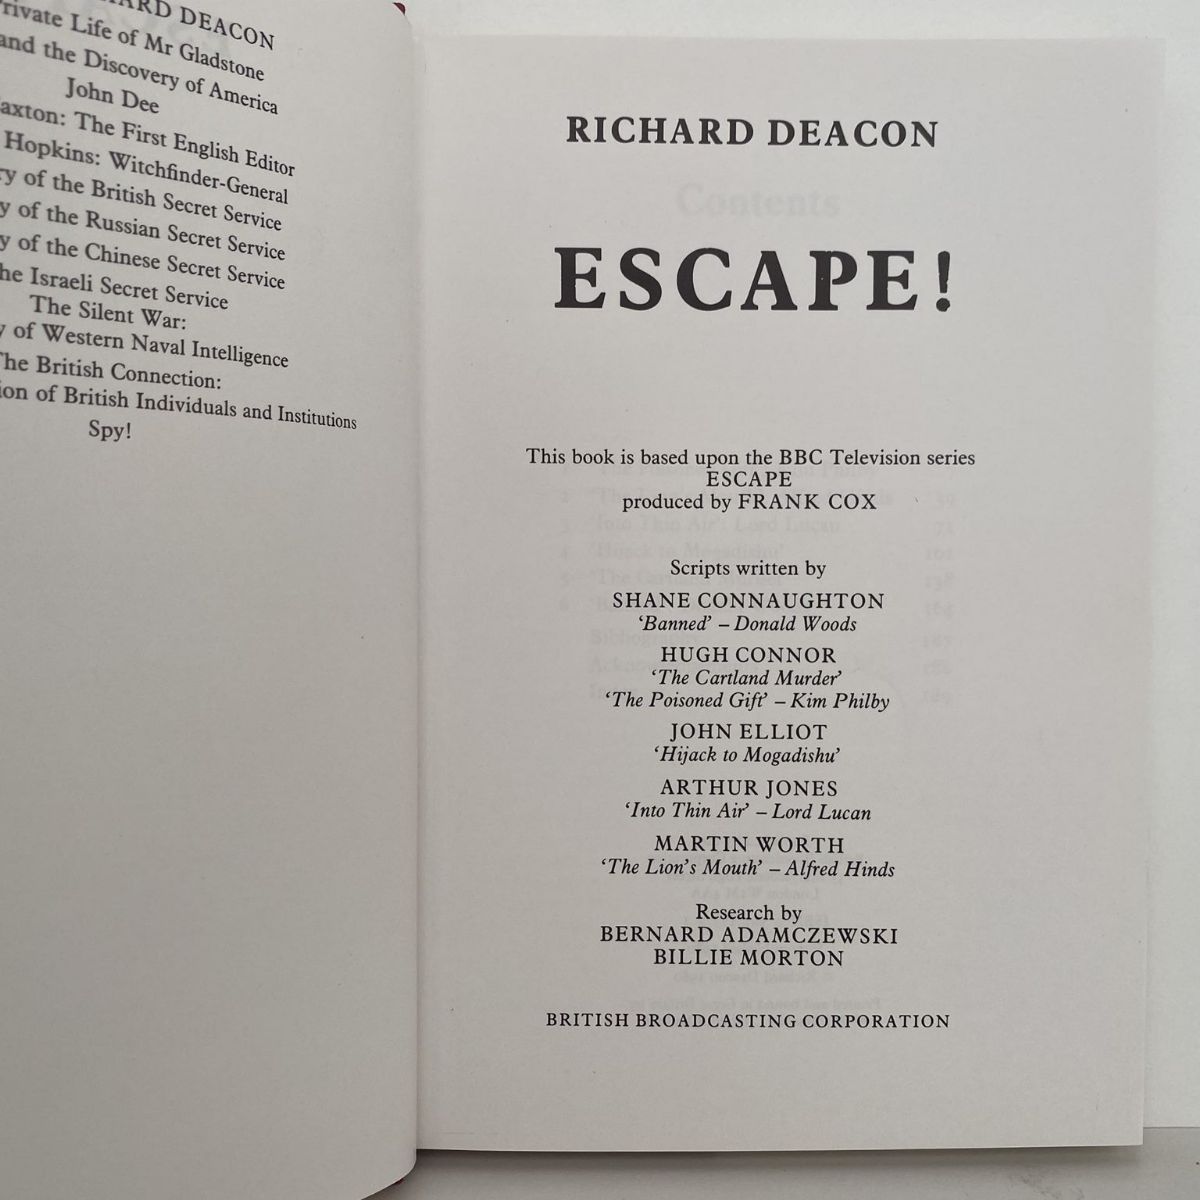 RD DEACON
rivate Life of Mr Gladstone
and the Discovery of America
John Dee
axton: The First English Editor
Hopkins: Witchfinder-General
ry of the British Secret Service
y of the Russian Secret Service
y of the Chinese Secret Service
he Israeli Secret Service
The Silent War:
y of Western Naval Intelligence
The British Connection:
ion of British Individuals and Institutions
Spy!
RICHARD DEACON
Contents
ESCAPE!
This book is based upon the BBC Television series
ESCAPE
produced by FRANK COX
Scripts written by
SHANE CONNAUGHTON
‘Banned’ – Donald Woods
HUGH CONNOR
‘The Cartland Murder’
‘The Poisoned Gift’ – Kim Philby
JOHN ELLIOT
‘Hijack to Mogadishu’
ARTHUR JONES
‘Into Thin Air’ – Lord Lucan
MARTIN WORTH
‘The Lion’s Mouth’ – Alfred Hinds
Research by
BERNARD ADAMCZEWSKI
BILLIE MORTON
BRITISH BROADCASTING CORPORATION